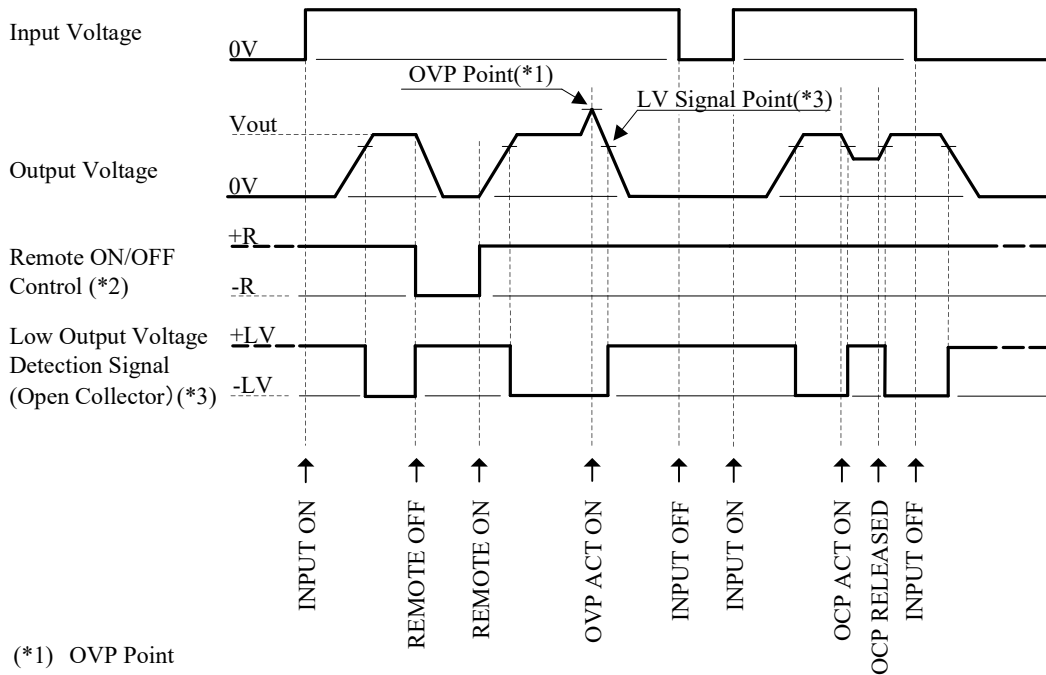 Input Voltage
0V
OVP Point(*1)
LV Signal Point(*3)
Vout
Output Voltage
0V
+R
Remote ON/OFF
Control (*2)
-R
Low Output Voltage
Detection Signal
(Open Collector)(*3)
+LV
-LV
INPUT ON
REMOTE OFF
REMOTE ON
OVP ACT ON
INPUT OFF
INPUT ON
OCP ACT ON
OCP RELEASED
INPUT OFF
(*1) OVP Point